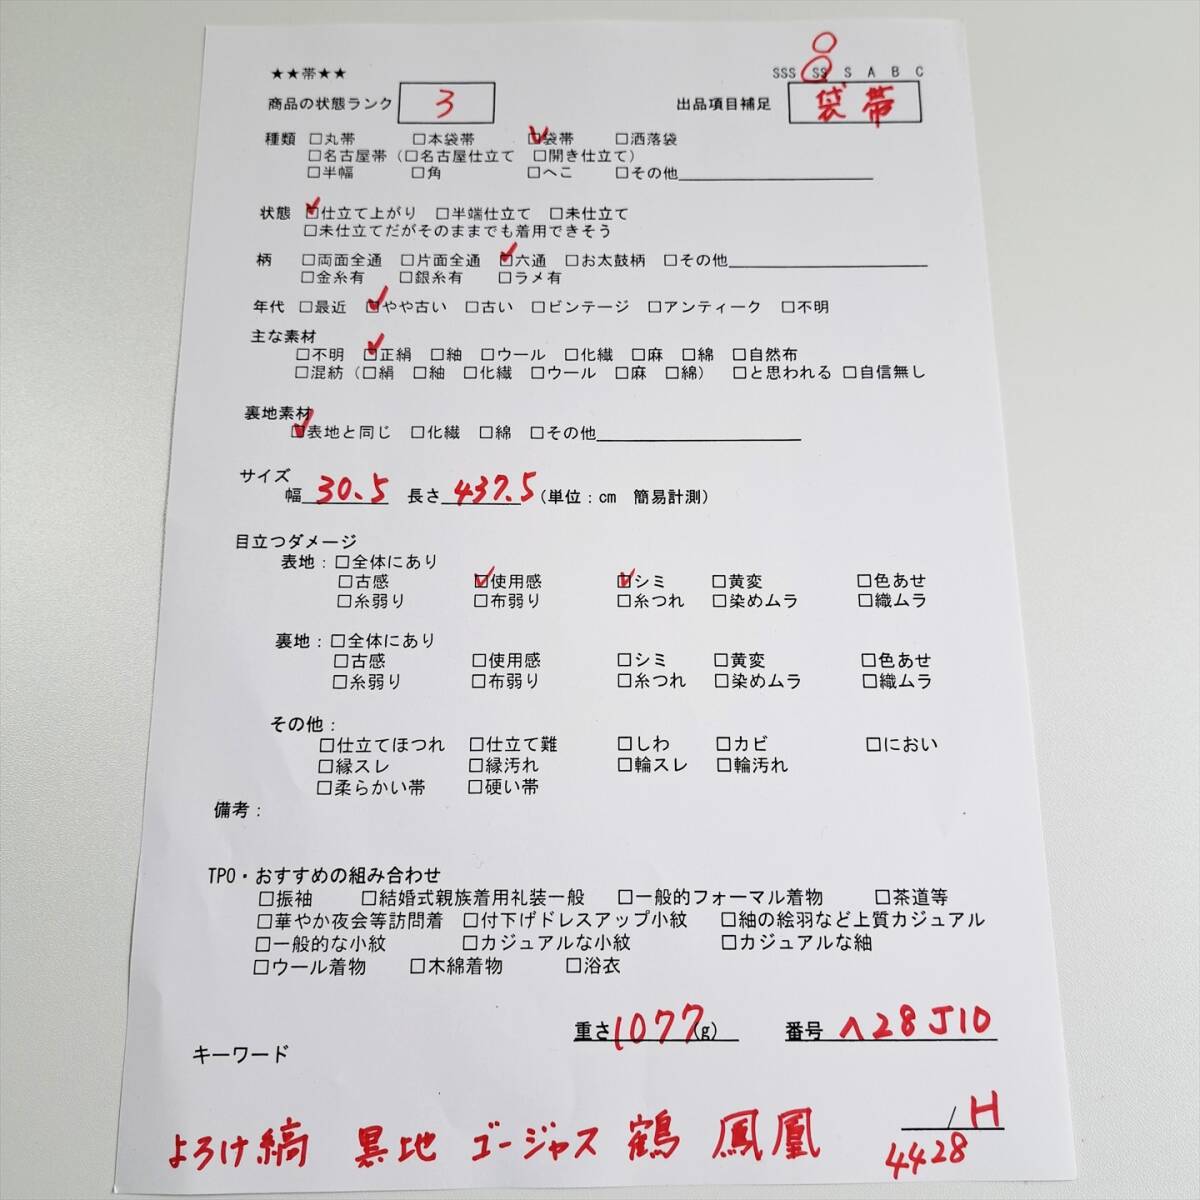 ★★帯★★
SSS SS S A B C
商品の状態ランク 3 出品項目補足 袋帯
種類 □丸帯 □本袋帯 ☑袋帯 □洒落袋
□名古屋帯（□名古屋仕立て □開き仕立て）
□半幅 □角 □へこ □その他
状態 ☑仕立て上がり □半端仕立て □未仕立て
□未仕立てだがそのままでも着用できそう
柄 □両面全通 □片面全通 ☑六通 □お太鼓柄 □その他
□金糸有 □銀糸有 □ラメ有
年代 □最近 ☑やや古い □古い □ビンテージ □アンティーク □不明
主な素材
□不明 ☑正絹 □紬 □ウール □化繊 □麻 □綿 □自然布
□混紡（□絹 □紬 □化繊 □ウール □麻 □綿） □と思われる □自信無し
裏地素材
☑表地と同じ □化繊 □綿 □その他
サイズ
幅 30.5 長さ 437.5 (単位：cm 簡易計測)
目立つダメージ
表地：□全体にあり
□古感 ☑使用感 ☑シミ □黄変 □色あせ
□糸弱り □布弱り □糸つれ □染めムラ □織ムラ
裏地：□全体にあり
□古感 □使用感 □シミ □黄変 □色あせ
□糸弱り □布弱り □糸つれ □染めムラ □織ムラ
その他：
□仕立てほつれ □仕立て難 □しわ □カビ □におい
□縁スレ □縁汚れ □輪スレ □輪汚れ
□柔らかい帯 □硬い帯
備考：
TPO・おすすめの組み合わせ
□振袖 □結婚式親族着用礼装一般 □一般的フォーマル着物 □茶道等
□華やか夜会等訪問着 □付下げドレスアップ小紋 □紬の絵羽など上質カジュアル
□一般的な小紋 □カジュアルな小紋 □カジュアルな紬
□ウール着物 □木綿着物 □浴衣
重さ 1077(g) 番号 ^28J10
キーワード
/H
よろけ縞 黒地 ゴージャス 鶴 鳳凰 4428